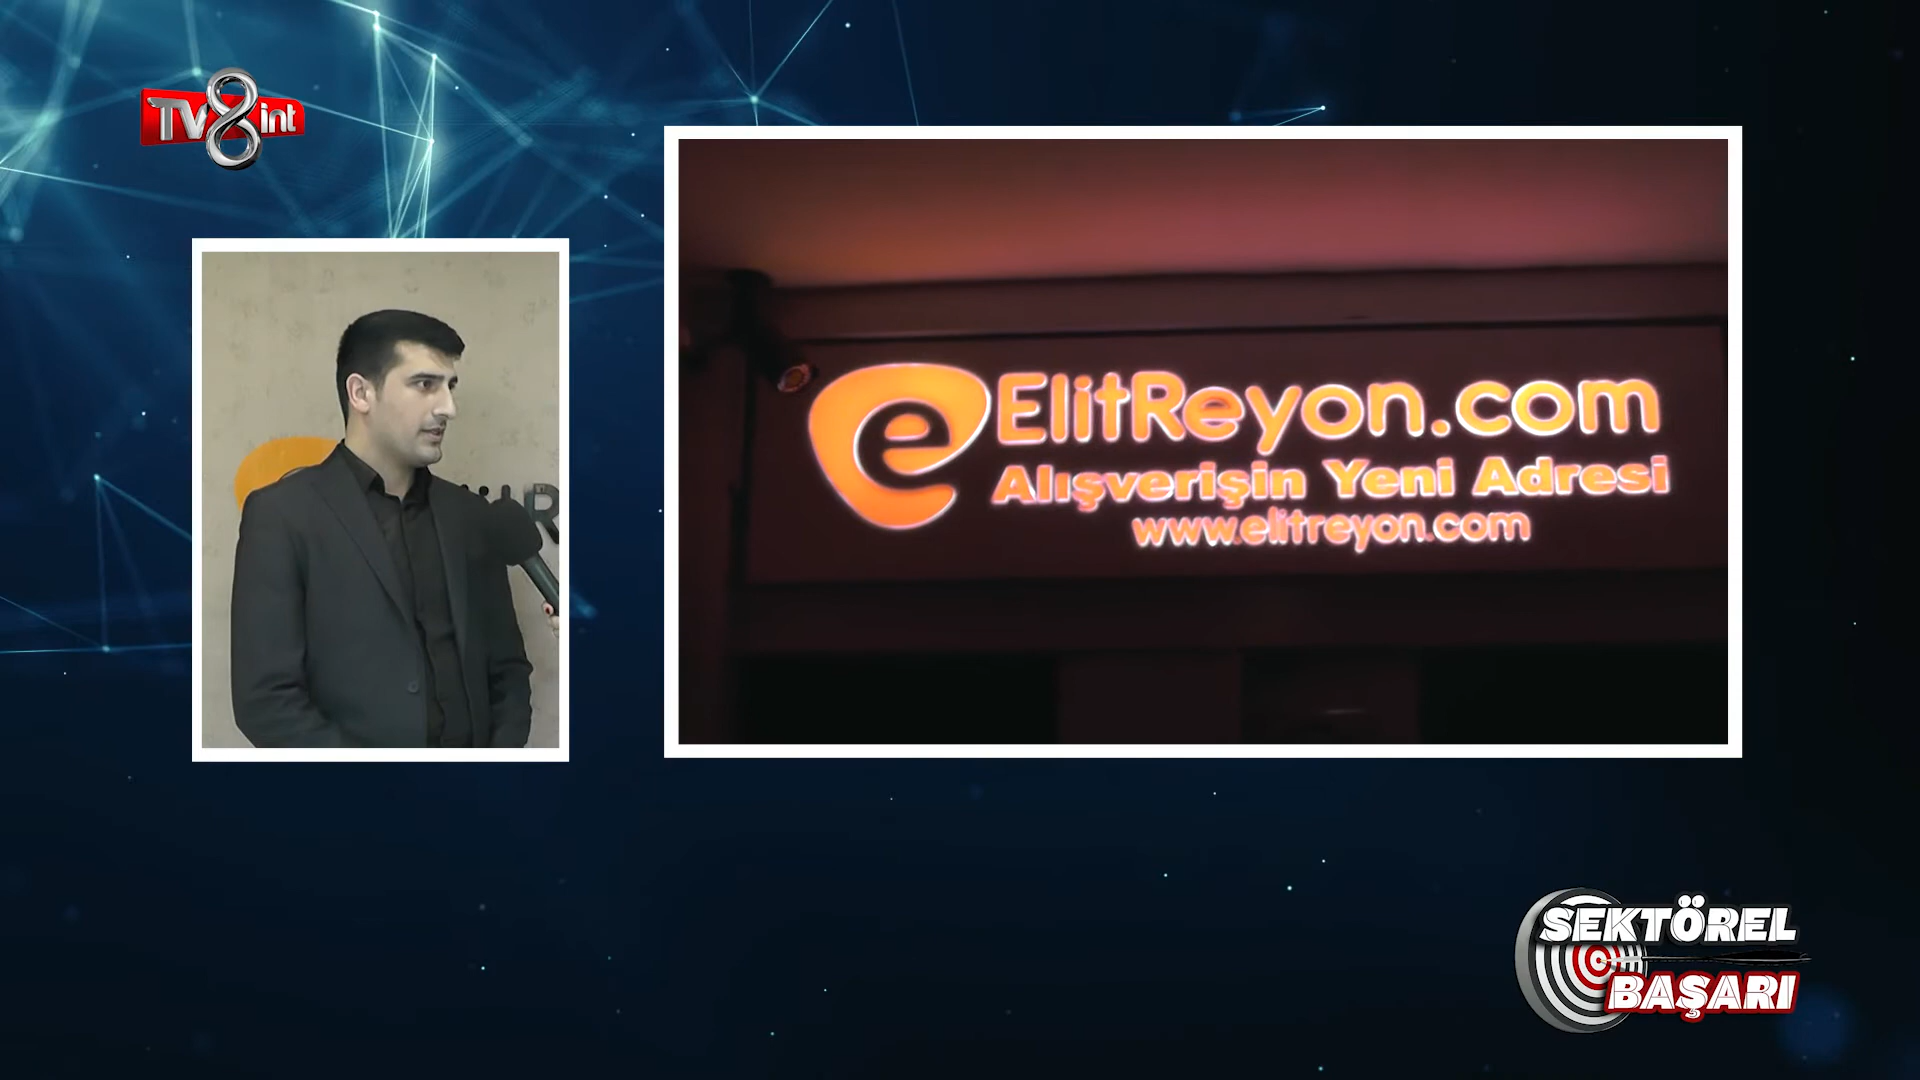 TV8int
ElitReyon.com
Alışverişin Yeni Adresi
www.elitreyon.com
SEKTÖREL
BAŞARI